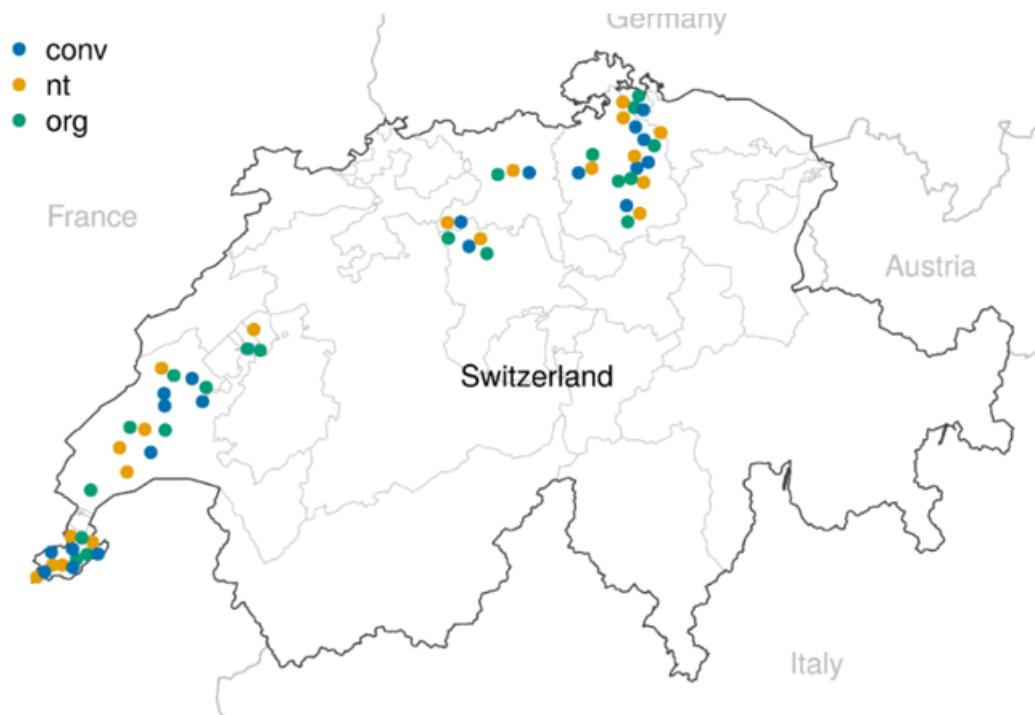 Germany
conv
nt
org
France
Austria
Switzerland
Italy